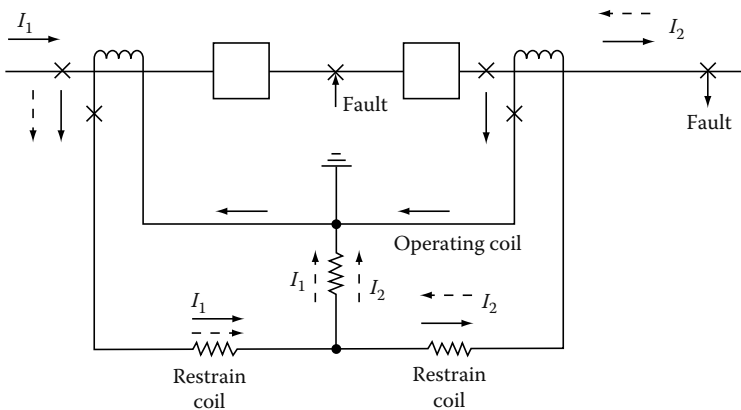 I₁
I₂
Fault
Fault
Operating coil
I₁
I₂
I₁
I₂
Restrain
coil
Restrain
coil